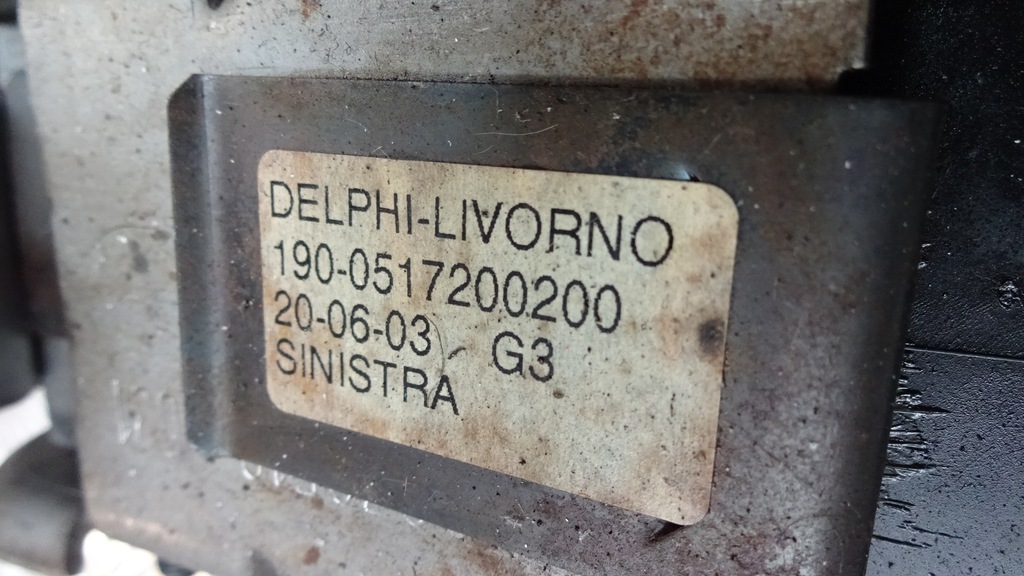 DELPHI-LIVORNO
190-0517200200
20-06-03 G3
SINISTRA